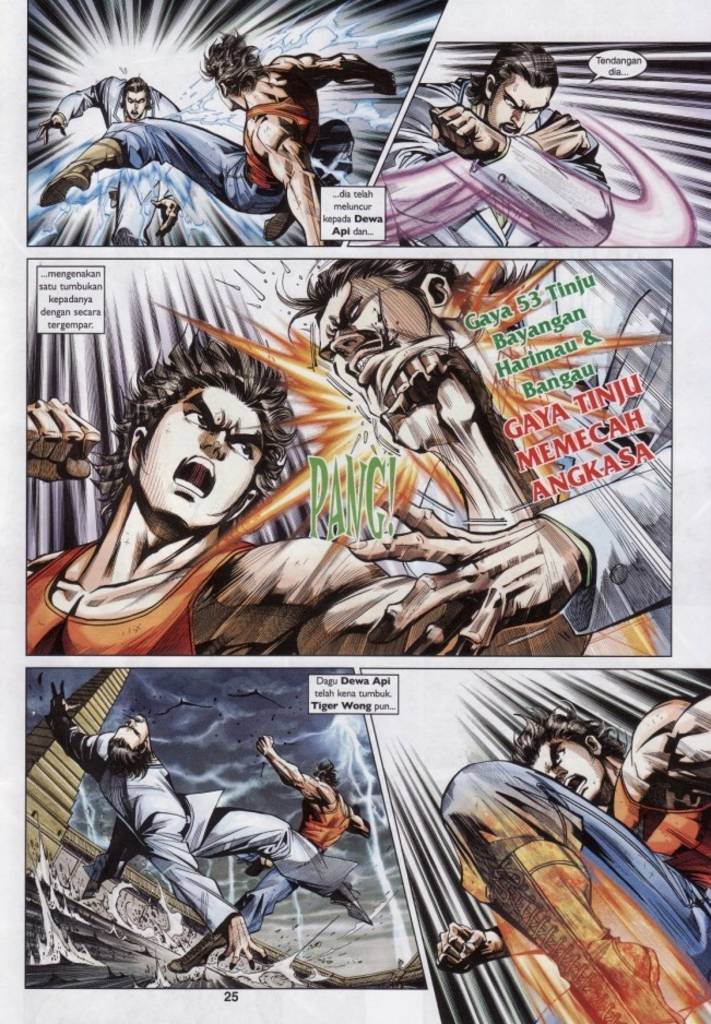 Tendangan
dia...
...dia telah
meluncur
kepada Dewa
Api dan...
...mengenakan
satu tumbukan
kepadanya
dengan secara
tergempar.
Gaya 53 Tinju
Bayangan
Harimau &
Bangau
GAYA TINJU
MEMECAH
ANGKASA
PANG!
Dagu Dewa Api
telah kena tumbuk.
Tiger Wong pun...
25